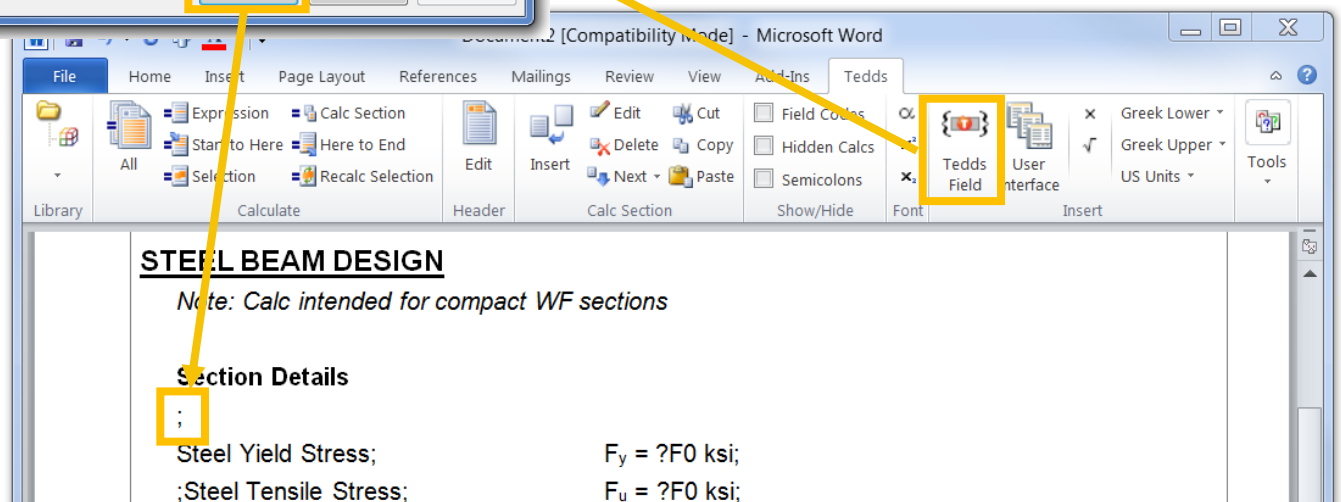 Document2 [Compatibility Mode] - Microsoft Word
File Home Insert Page Layout References Mailings Review View Add-Ins Tedds
Library
All
Expression
Start to Here
Selection
Calc Section
Here to End
Recalc Selection
Calculate
Edit
Header
Insert
Edit
Delete
Next
Cut
Copy
Paste
Calc Section
Field Codes
Hidden Calcs
Semicolons
Show/Hide
α
x²
x₂
Font
Tedds
Field
User
Interface
×
√
Greek Lower
Greek Upper
US Units
Insert
Tools
STEEL BEAM DESIGN
Note: Calc intended for compact WF sections
Section Details
;
Steel Yield Stress; Fy = ?F0 ksi;
;Steel Tensile Stress; Fu = ?F0 ksi;